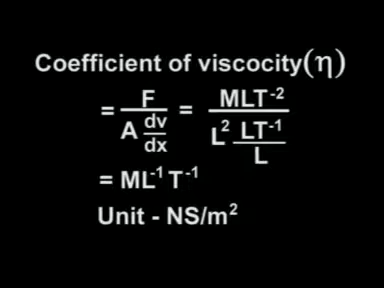 Coefficient of viscocity(η)
= F / A dv/dx = MLT⁻² / L² LT⁻¹/L
= ML⁻¹T⁻¹
Unit - NS/m²